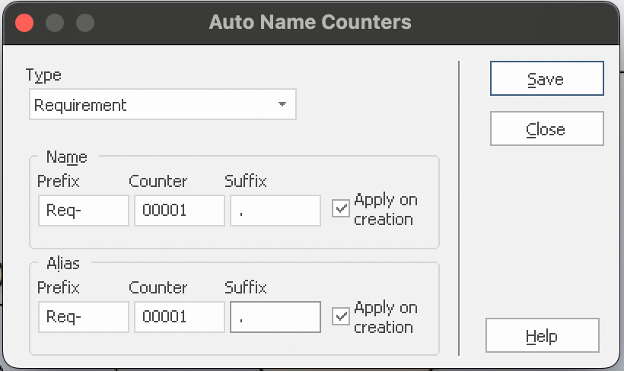 Auto Name Counters
Type
Requirement
Save
Close
Name
Prefix Counter Suffix
Req- 00001 . Apply on
creation
Alias
Prefix Counter Suffix
Req- 00001 . Apply on
creation
Help